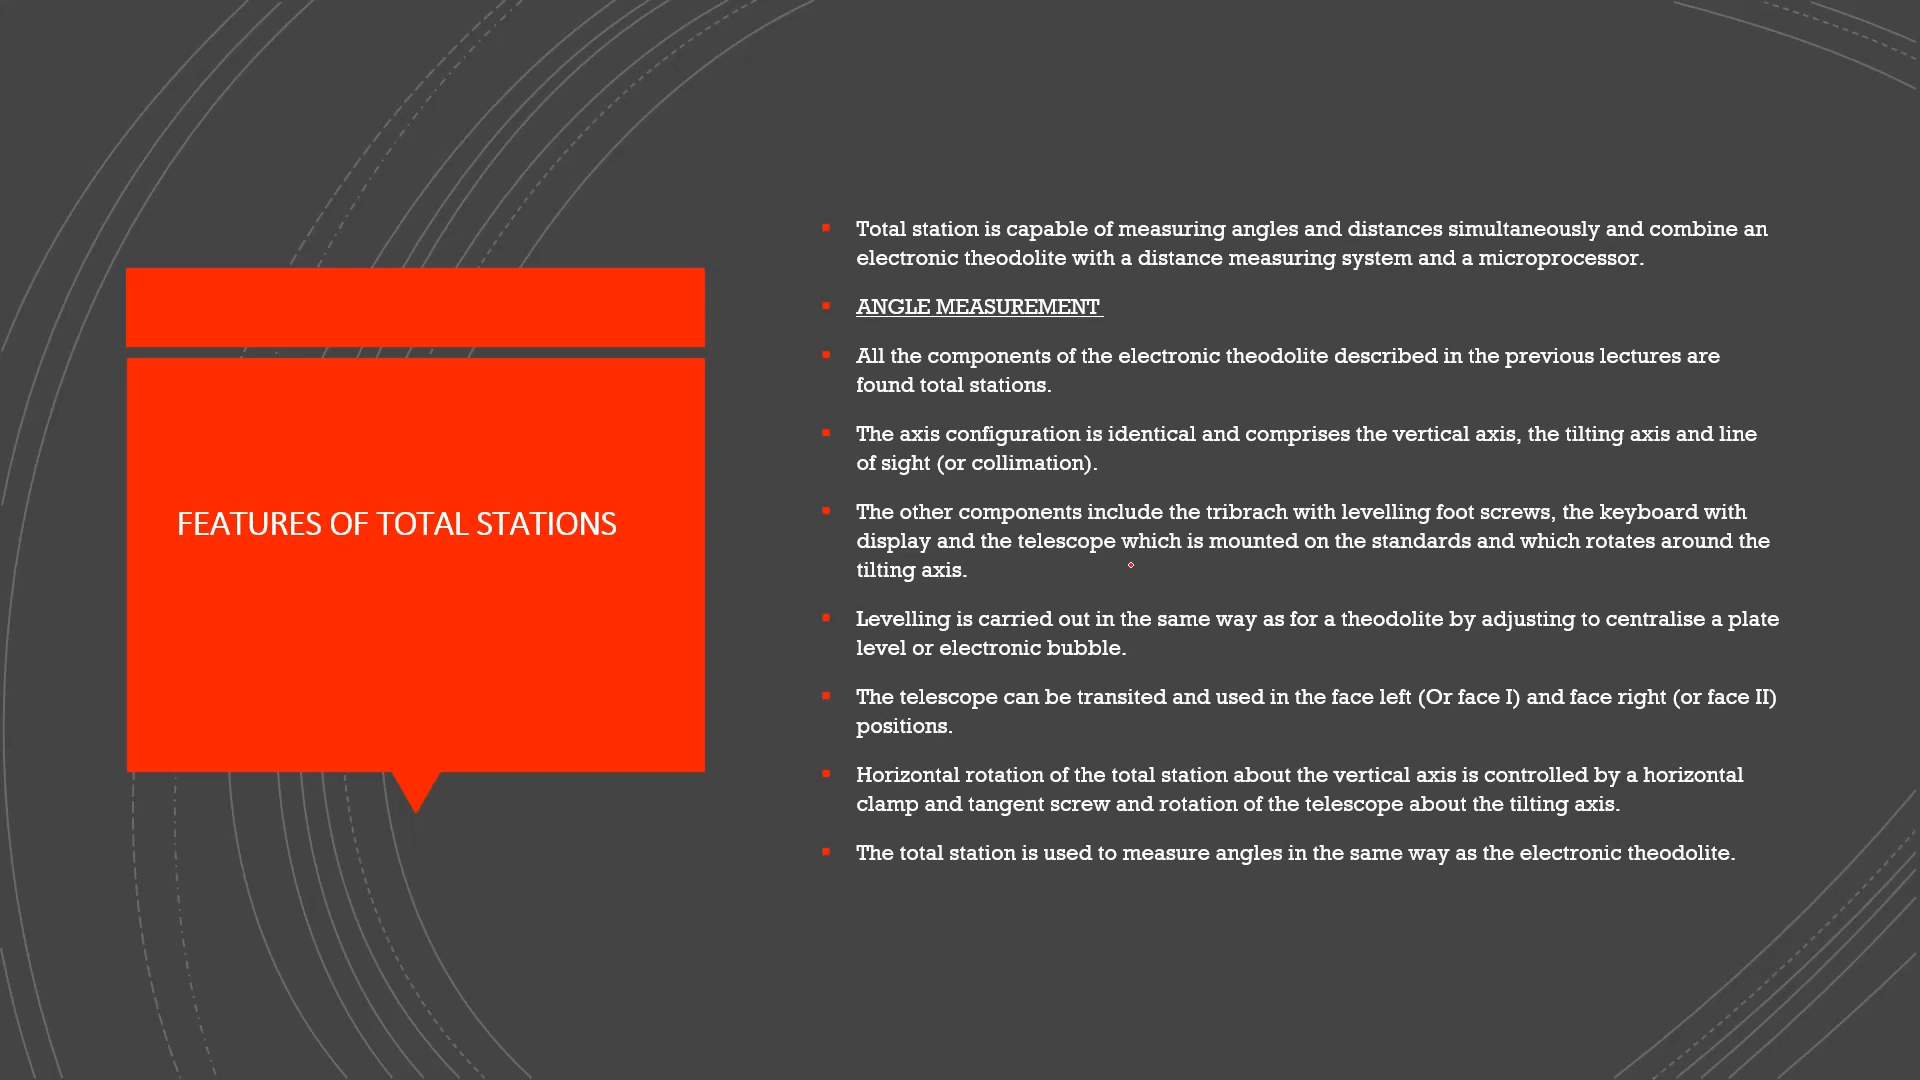 FEATURES OF TOTAL STATIONS
Total station is capable of measuring angles and distances simultaneously and combine an
electronic theodolite with a distance measuring system and a microprocessor.
ANGLE MEASUREMENT
All the components of the electronic theodolite described in the previous lectures are
found total stations.
The axis configuration is identical and comprises the vertical axis, the tilting axis and line
of sight (or collimation).
The other components include the tribrach with levelling foot screws, the keyboard with
display and the telescope which is mounted on the standards and which rotates around the
tilting axis.
Levelling is carried out in the same way as for a theodolite by adjusting to centralise a plate
level or electronic bubble.
The telescope can be transited and used in the face left (Or face I) and face right (or face II)
positions.
Horizontal rotation of the total station about the vertical axis is controlled by a horizontal
clamp and tangent screw and rotation of the telescope about the tilting axis.
The total station is used to measure angles in the same way as the electronic theodolite.